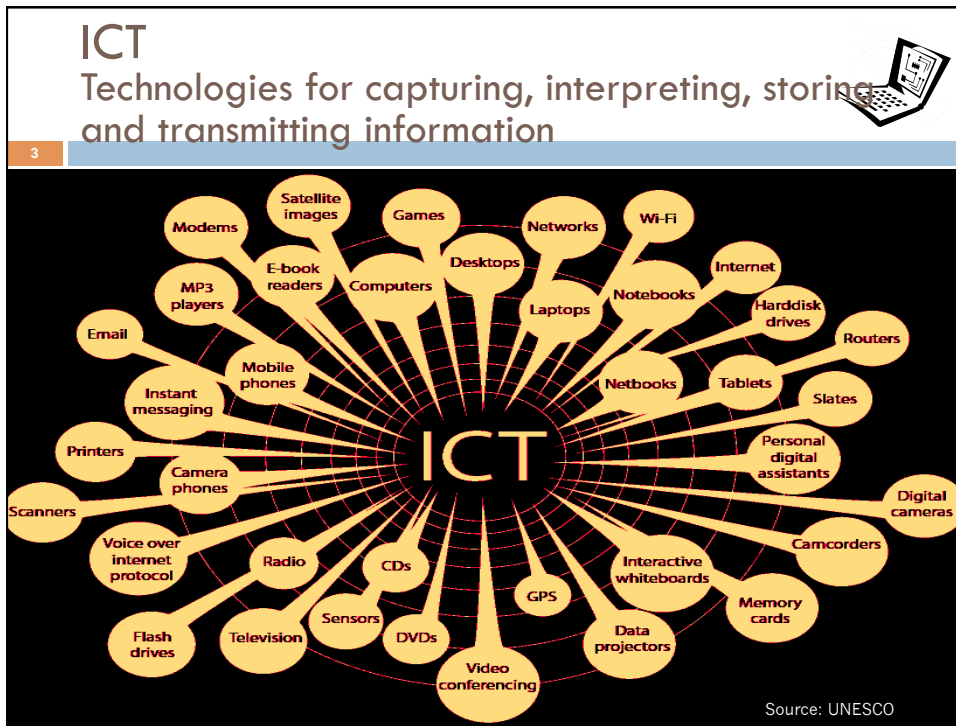 ICT
Technologies for capturing, interpreting, storing
and transmitting information
3
Satellite
images
Games
Modems
Networks
Wi-Fi
E-book
readers
Desktops
Internet
MP3
players
Computers
Laptops
Notebooks
Harddisk
drives
Email
Routers
Mobile
phones
Netbooks
Tablets
Instant
messaging
Slates
Printers
ICT
Personal
digital
assistants
Camera
phones
Scanners
Digital
cameras
Voice over
internet
protocol
Radio
CDs
Interactive
whiteboards
Camcorders
GPS
Memory
cards
Flash
drives
Television
Sensors
DVDs
Data
projectors
Video
conferencing
Source: UNESCO